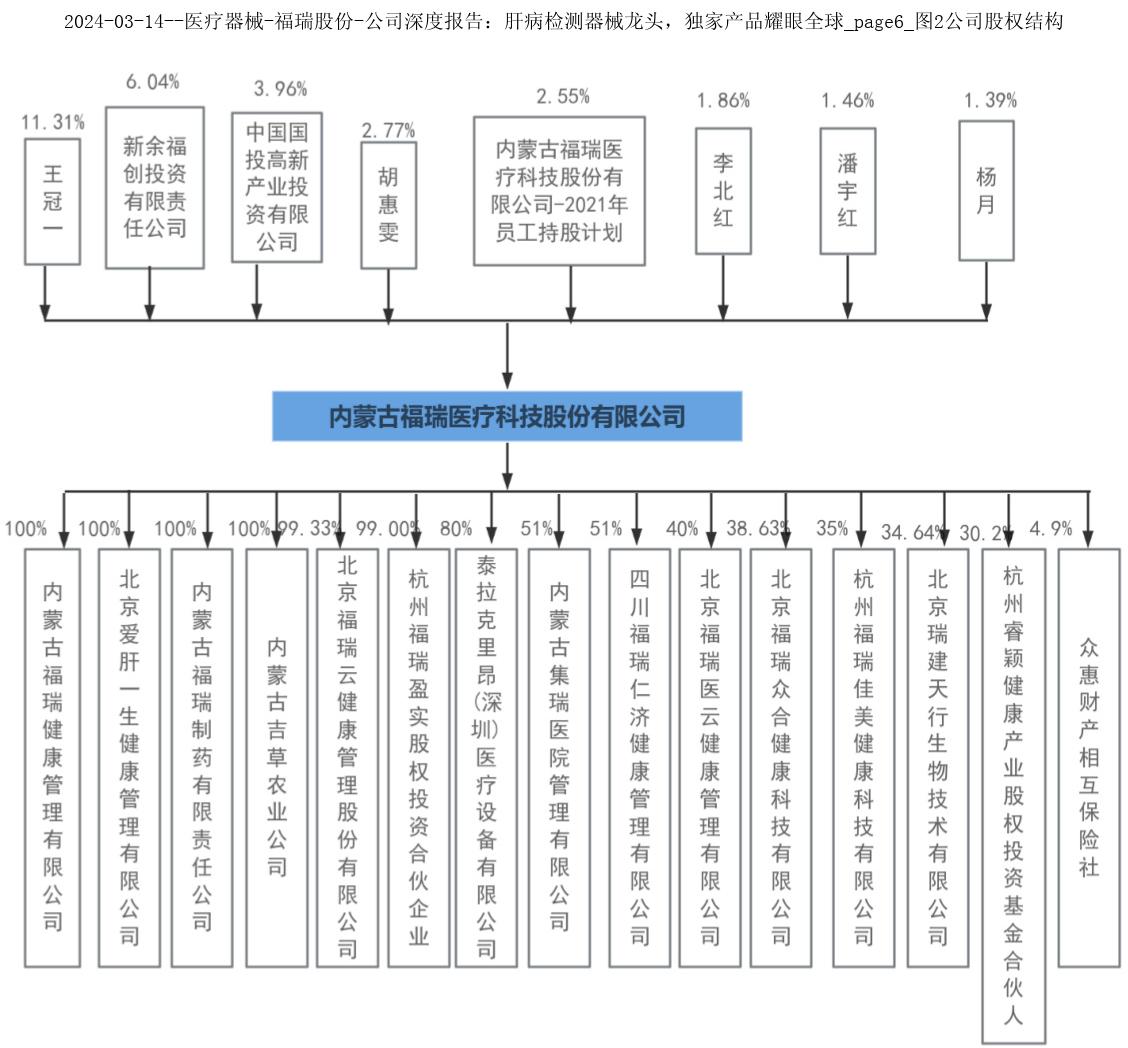 2024-03-14--医疗器械-福瑞股份-公司深度报告：肝病检测器械龙头，独家产品耀眼全球_page6_图2公司股权结构
11.31%
王冠一
6.04%
新余福
创投资
有限责
任公司
3.96%
中国国
投高新
产业投
资有限
公司
2.77%
胡惠雯
2.55%
内蒙古福瑞医
疗科技股份有
限公司-2021年
员工持股计划
1.86%
李北红
1.46%
潘宇红
1.39%
杨月
内蒙古福瑞医疗科技股份有限公司
100%
内蒙古福瑞健康管理有限公司
100%
北京爱肝一生健康管理有限公司
100%
内蒙古福瑞制药有限责任公司
100%
内蒙古吉草农业公司
99.33%
北京福瑞云健康管理股份有限公司
99.00%
杭州福瑞盈实股权投资合伙企业
80%
泰拉克里昂(深圳)医疗设备有限公司
51%
内蒙古集瑞医院管理有限公司
51%
四川福瑞仁济健康管理有限公司
40%
北京福瑞医云健康管理有限公司
38.63%
北京福瑞众合健康科技有限公司
35%
杭州福瑞佳美健康科技有限公司
34.64%
北京瑞建天行生物技术有限公司
30.2%
杭州睿颖健康产业股权投资基金合伙人
4.9%
众惠财产相互保险社